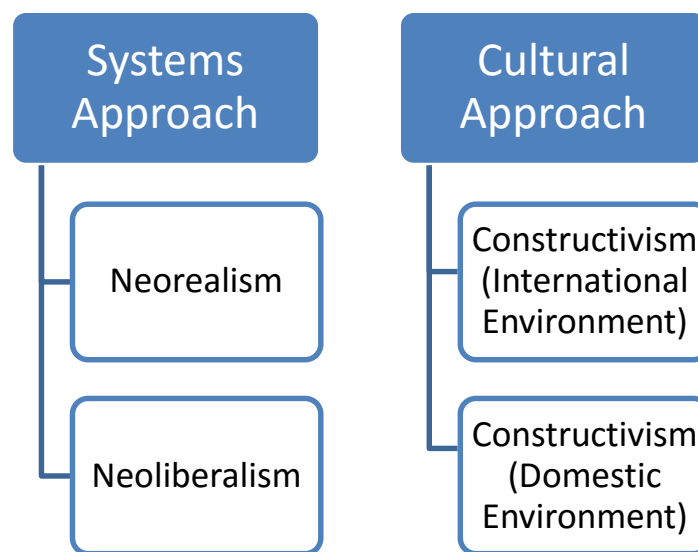 Systems
Approach
Neorealism
Neoliberalism
Cultural
Approach
Constructivism
(International
Environment)
Constructivism
(Domestic
Environment)